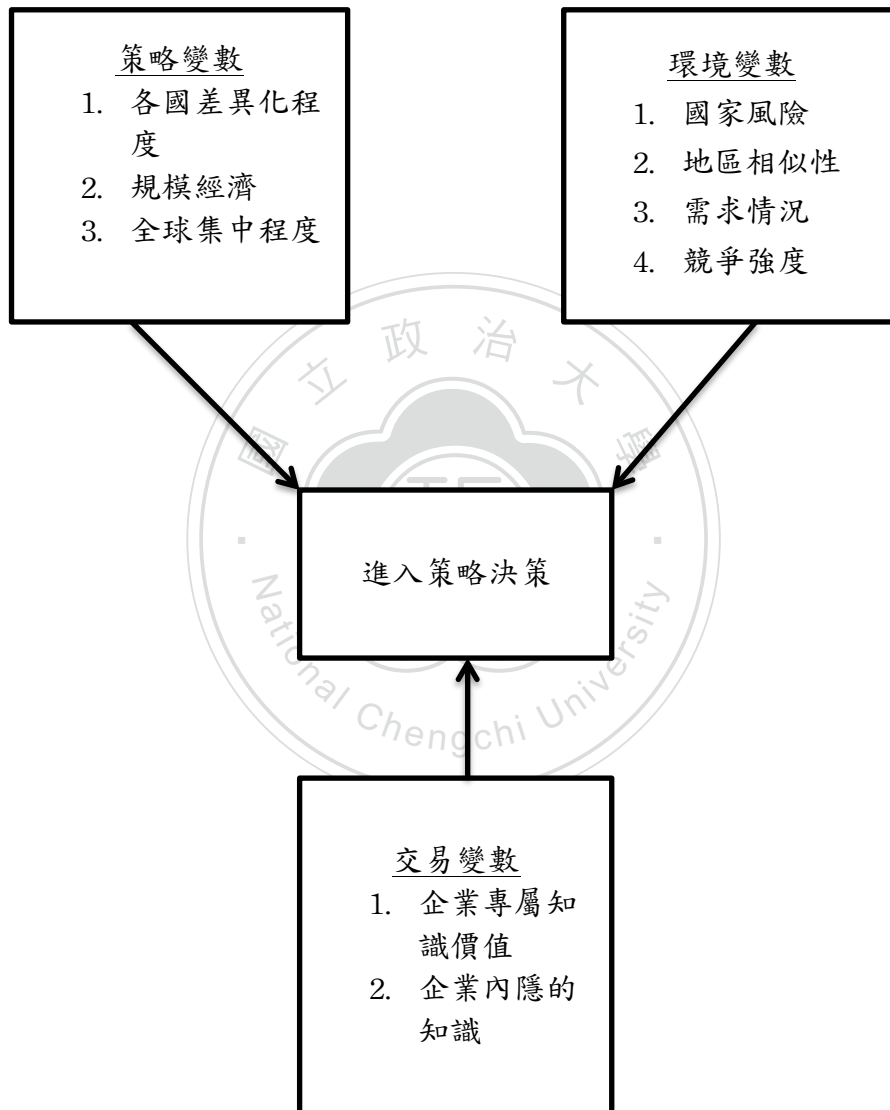 策略變數
1. 各國差異化程
度
2. 規模經濟
3. 全球集中程度
環境變數
1. 國家風險
2. 地區相似性
3. 需求情況
4. 競爭強度
國立政治大學
進入策略決策
National Chengchi University
交易變數
1. 企業專屬知
識價值
2. 企業內隱的
知識